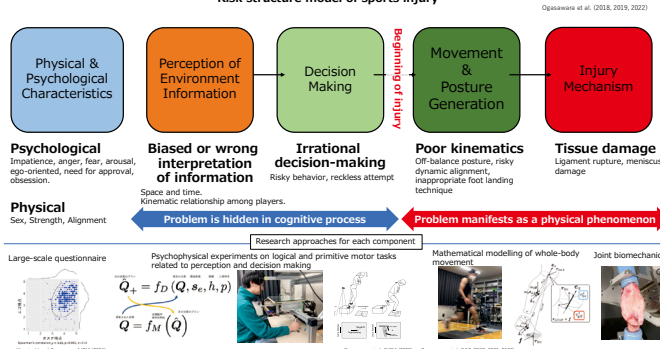 Risk structure model of sports injury
Ogasawara et al. (2018, 2019, 2022)
Physical &
Psychological
Characteristics
Perception of
Environment
Information
Decision
Making
Beginning of injury
Movement
&
Posture
Generation
Injury
Mechanism
Psychological
Impatience, anger, fear, arousal,
ego-oriented, need for approval,
obsession.
Physical
Sex, Strength, Alignment
Biased or wrong
interpretation
of information
Space and time.
Kinematic relationship among players.
Irrational
decision-making
Risky behavior, reckless attempt
Poor kinematics
Off-balance posture, risky
dynamic alignment,
inappropriate foot landing
technique
Tissue damage
Ligament rupture, meniscus
damage
Problem is hidden in cognitive process
Problem manifests as a physical phenomenon
Research approaches for each component
Large-scale questionnaire
Psychophysical experiments on logical and primitive motor tasks
related to perception and decision making
Q̂₊ = f_D (Q, s_e, h, p)
Q = f_M (Q̂)
Mathematical modelling of whole-body
movement
Joint biomechanic